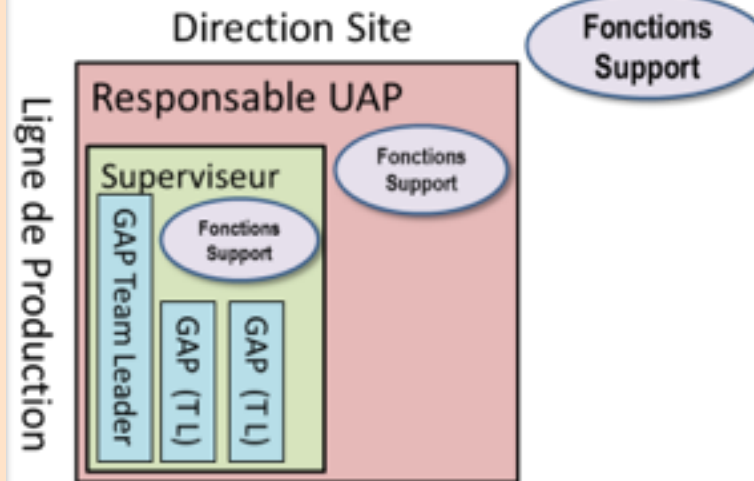 Direction Site
Fonctions
Support
Responsable UAP
Fonctions
Support
Superviseur
Fonctions
Support
GAP Team Leader
GAP (T L)
GAP (T L)
Ligne de Production